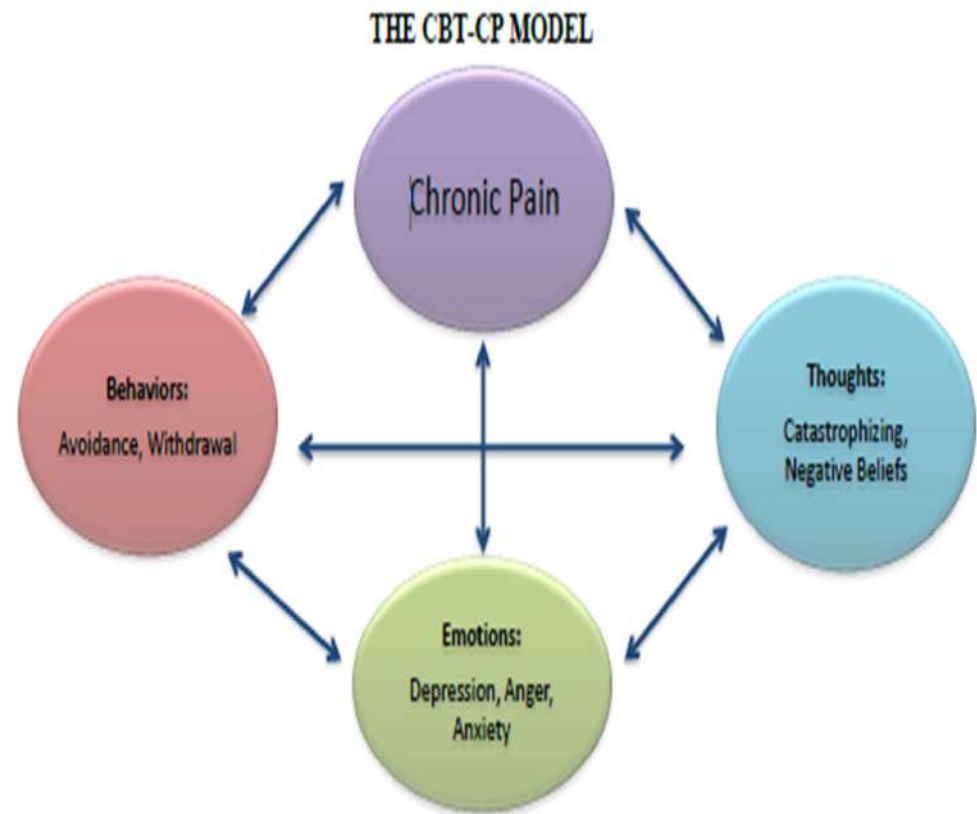 THE CBT-CP MODEL
Chronic Pain
Behaviors:
Avoidance, Withdrawal
Thoughts:
Catastrophizing,
Negative Beliefs
Emotions:
Depression, Anger,
Anxiety